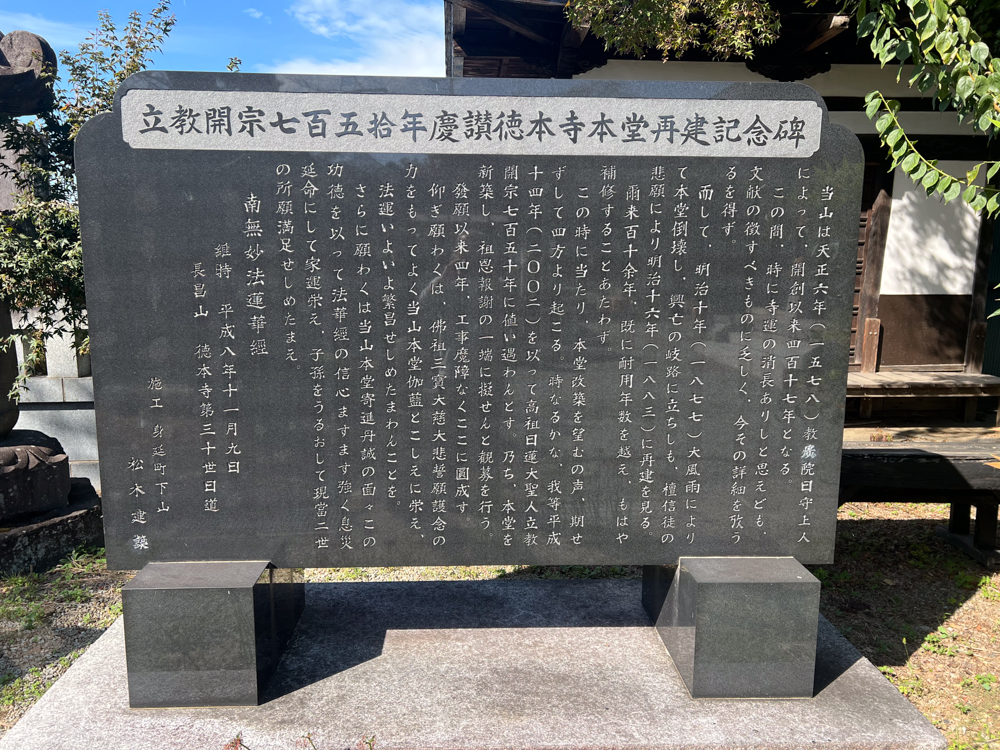 立教開宗七百五拾年慶讃徳本寺本堂再建記念碑
当山は天正六年(一五七八)教藏院日守上人
によって、開創以来四百十七年となる。
この間、時に寺運の消長ありしと思えども、
文献の徴すべきものに乏しく、今その詳細を攷う
るを得ず。
而して、明治十年(一八七七)大風雨により
て本堂倒壊し、興亡の岐路に立ちしも、檀信徒の
悲願により明治十六年(一八八三)に再建を見る。
爾来百十余年、既に耐用年数を越え、もはや
補修することあたわず。
この時に当たり、本堂改築を望むの声、期せ
ずして四方より起こる。時なるかな、我等平成
十四年(二〇〇二)を以って高祖日蓮大聖人立教
開宗七百五十年に値い遇わんとす。乃ち、本堂を
新築し、祖恩報謝の一端に擬せんと観募を行う。
發願以来四年、工事魔障なくここに圓成す。
仰ぎ願わくは、佛祖三寳大慈大悲誓願護念の
力をもってよく当山本堂伽藍とこしえに栄え、
法運いよいよ繁昌せしめたまわんことを。
さらに願わくは当山本堂寄進丹誠の面々この
功徳を以って法華經の信心ますます強く息災
延命にして家運栄え、子孫をうるおして現當二世
の所願満足せしめたまえ。
南無妙法蓮華經
維時 平成八年十一月九日
長昌山 徳本寺第三十世日道
施工 身延町下山
松木建築